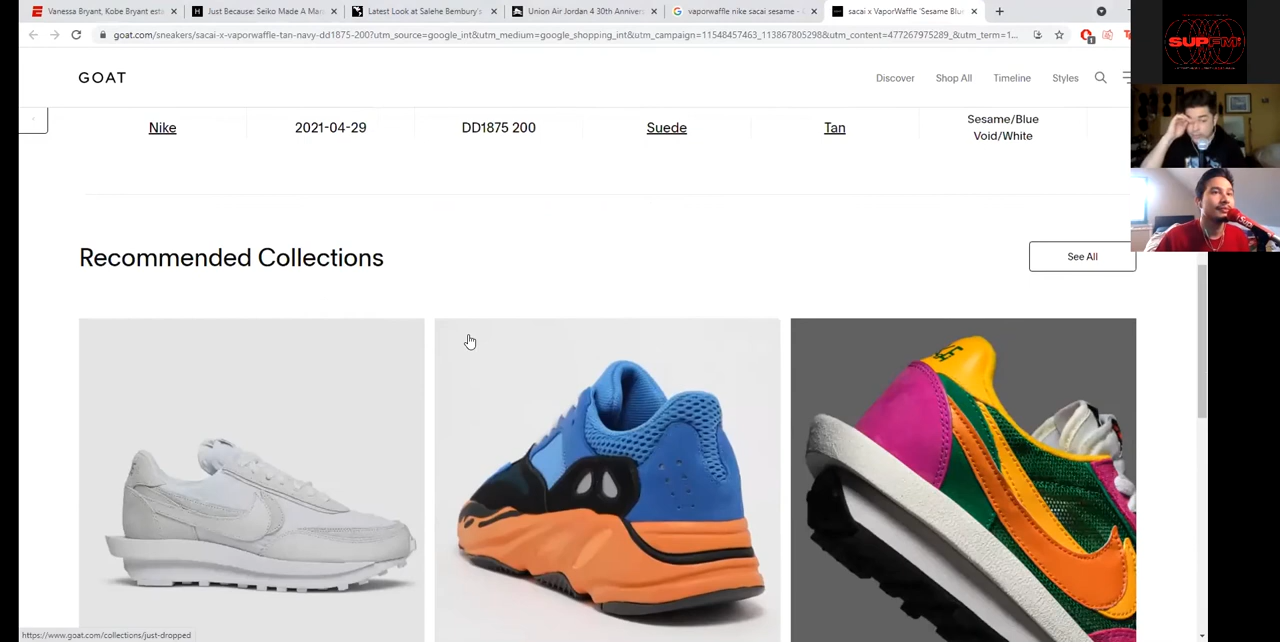 Vanessa Bryant, Kobe Bryant esta
Just Because: Seiko Made A Mar
Latest Look at Salehe Bembury's
Union Air Jordan 4 30th Annivers
vaporwaffle nike sacai sesame -
sacai x VaporWaffle 'Sesame Blu
goat.com/sneakers/sacai-x-vaporwaffle-tan-navy-dd1875-200?utm_source=google_int&utm_medium=google_shopping_int&utm_campaign=11548457463_113867805298&utm_content=477267975289_&utm_term=1...
SUPFM
GOAT
Discover
Shop All
Timeline
Styles
Nike
2021-04-29
DD1875 200
Suede
Tan
Sesame/Blue
Void/White
Recommended Collections
See All
https://www.goat.com/collections/just-dropped